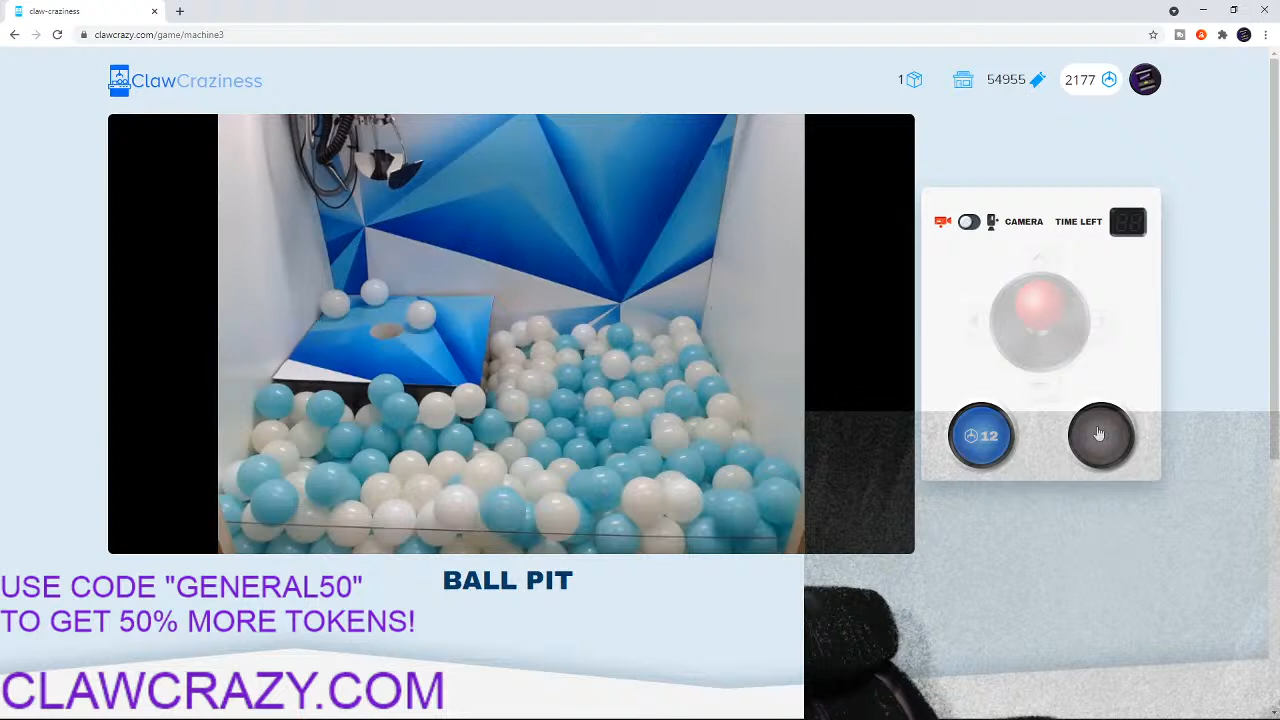 claw-craziness
clawcrazy.com/game/machine3
ClawCraziness
1
54955
2177
CAMERA
TIME LEFT
12
BALL PIT
USE CODE "GENERAL50"
TO GET 50% MORE TOKENS!
CLAWCRAZY.COM